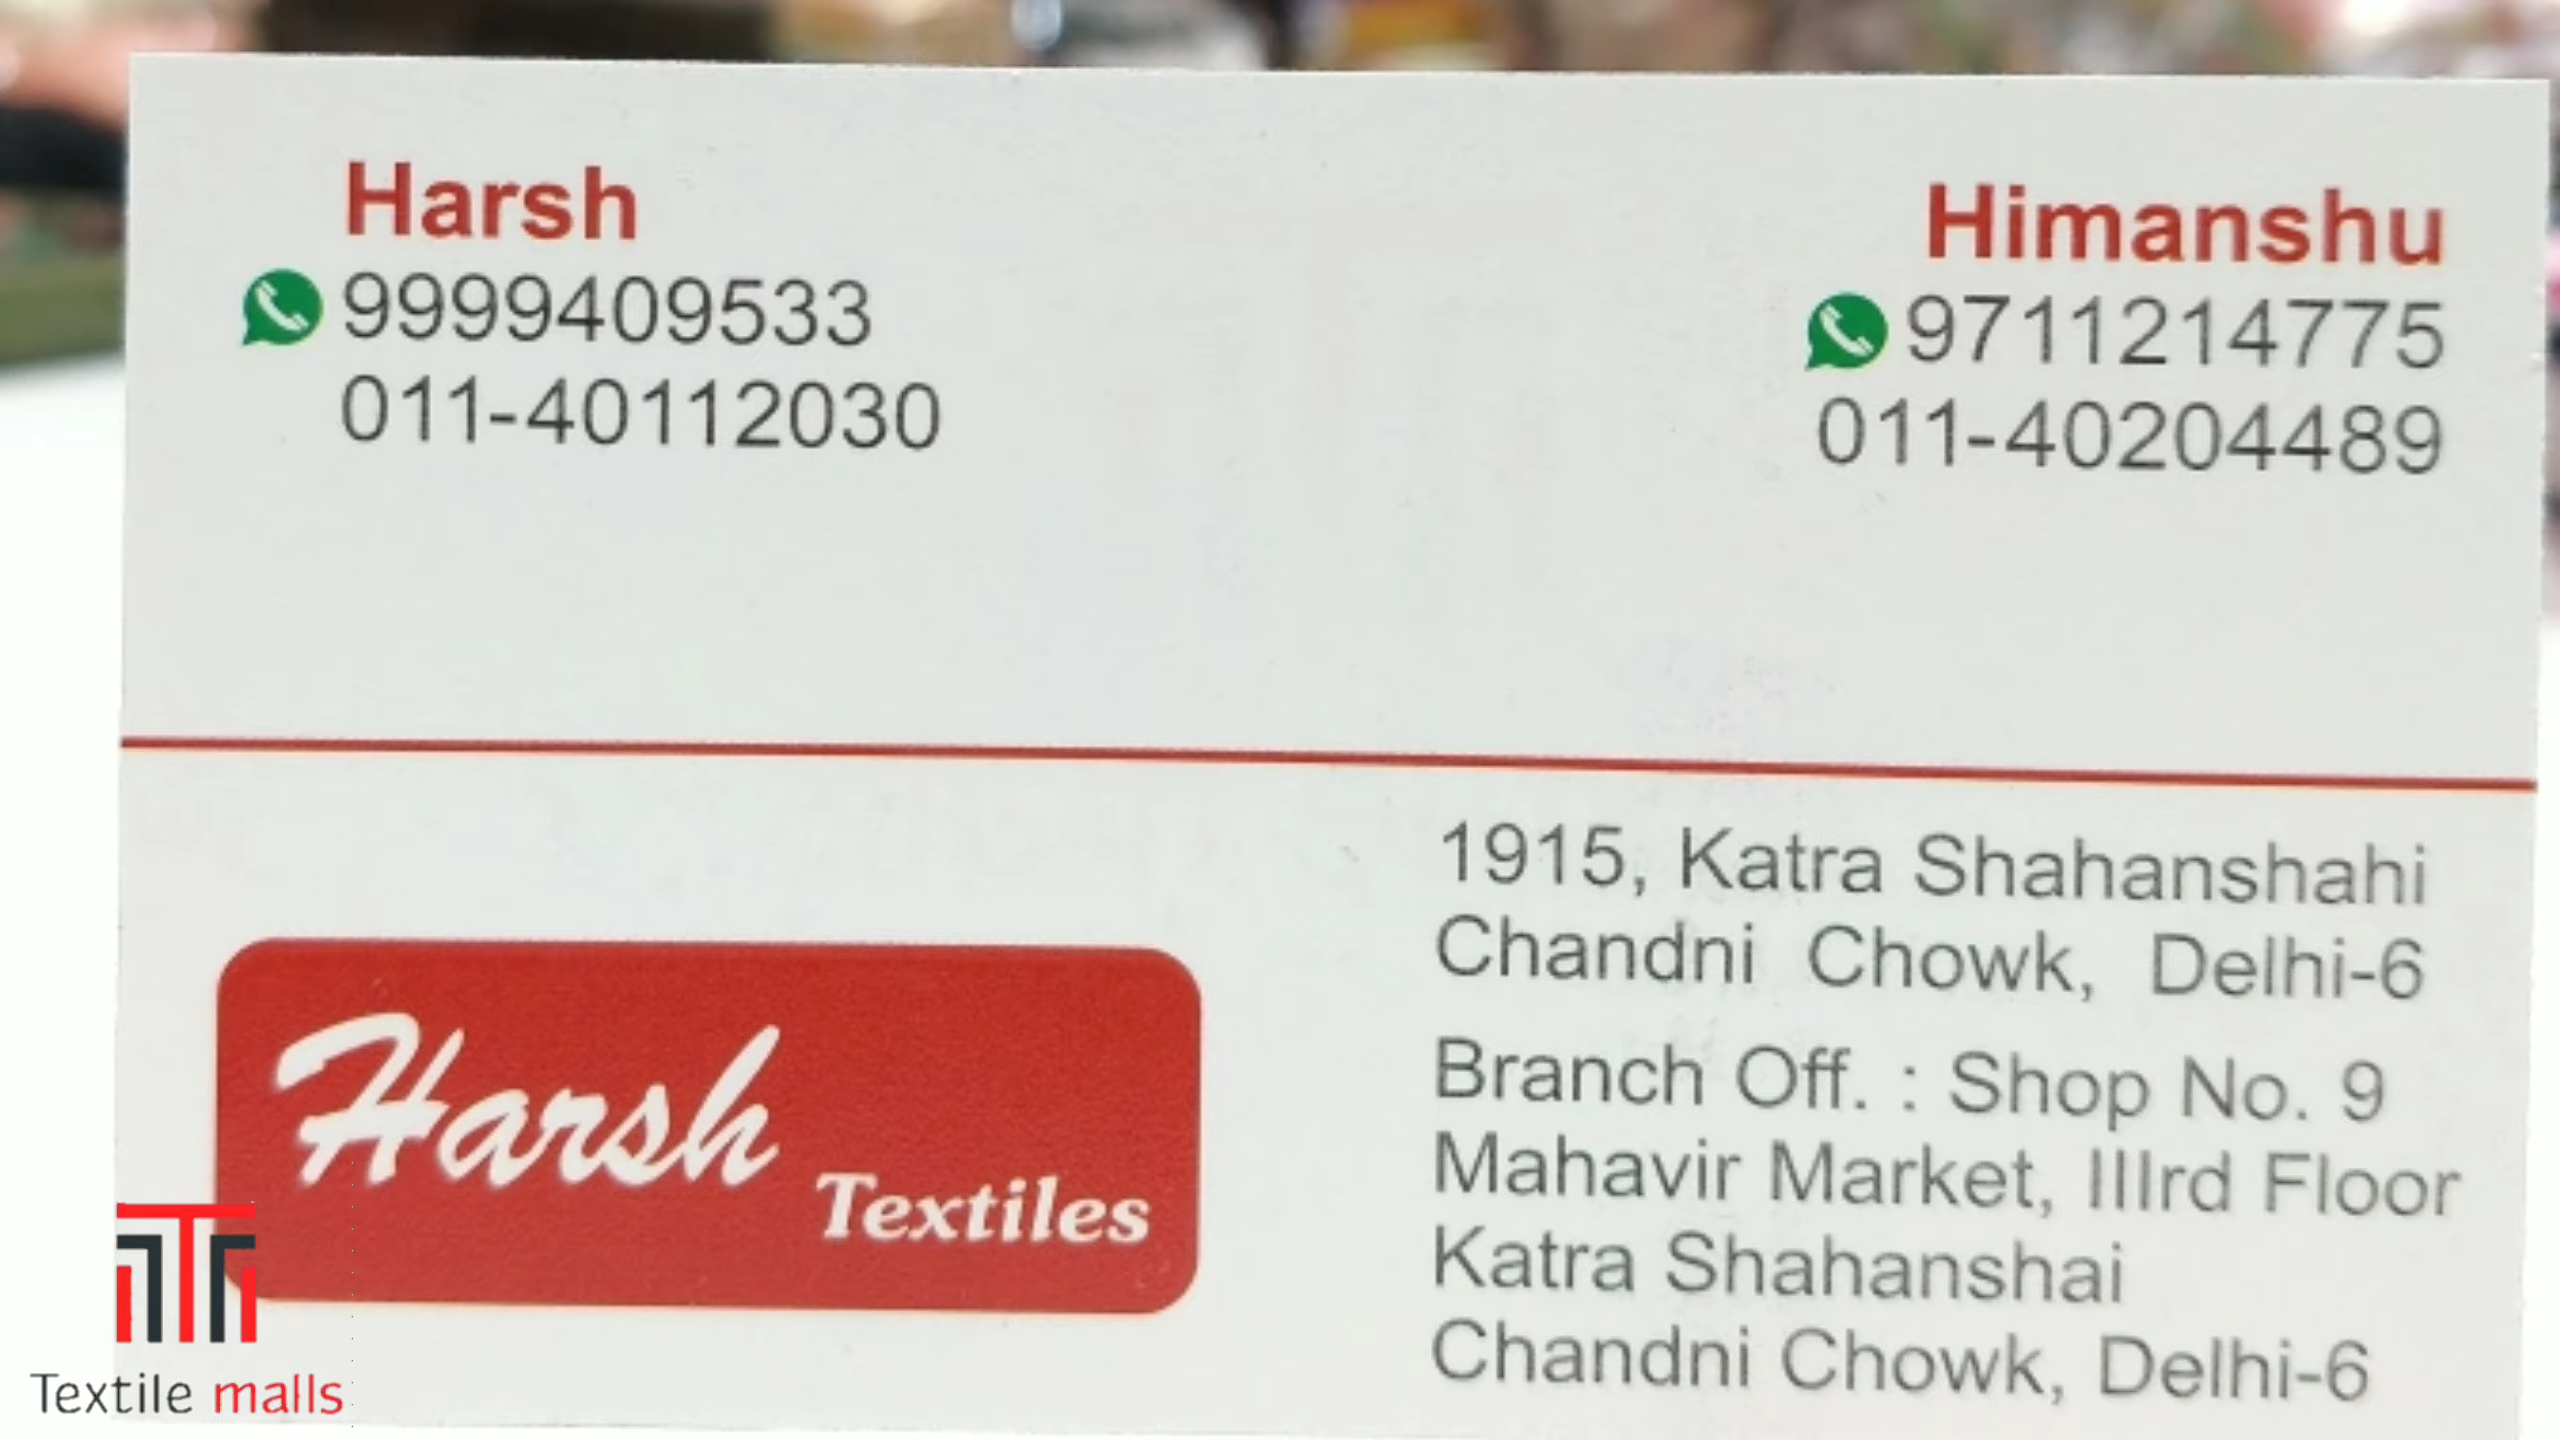 Harsh
9999409533
011-40112030
Himanshu
9711214775
011-40204489
Harsh
Textiles
1915, Katra Shahanshahi
Chandni Chowk, Delhi-6
Branch Off. : Shop No. 9
Mahavir Market, IIIrd Floor
Katra Shahanshai
Chandni Chowk, Delhi-6
Textile malls